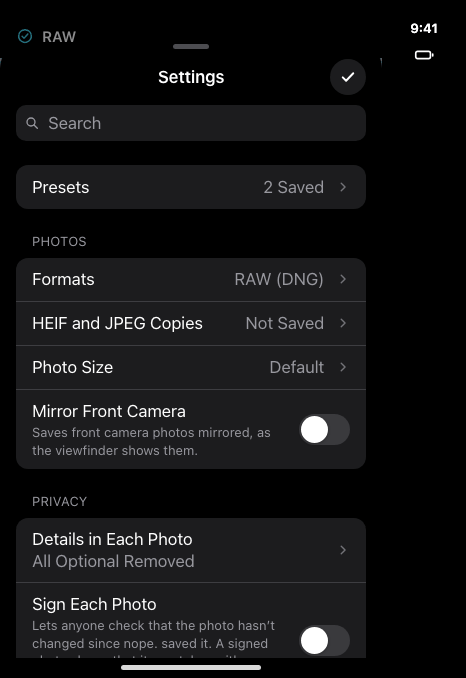 RAW
9:41
Settings
Search
Presets 2 Saved
PHOTOS
Formats RAW (DNG)
HEIF and JPEG Copies Not Saved
Photo Size Default
Mirror Front Camera
Saves front camera photos mirrored, as
the viewfinder shows them.
PRIVACY
Details in Each Photo
All Optional Removed
Sign Each Photo
Lets anyone check that the photo hasn't
changed since nope. saved it. A signed